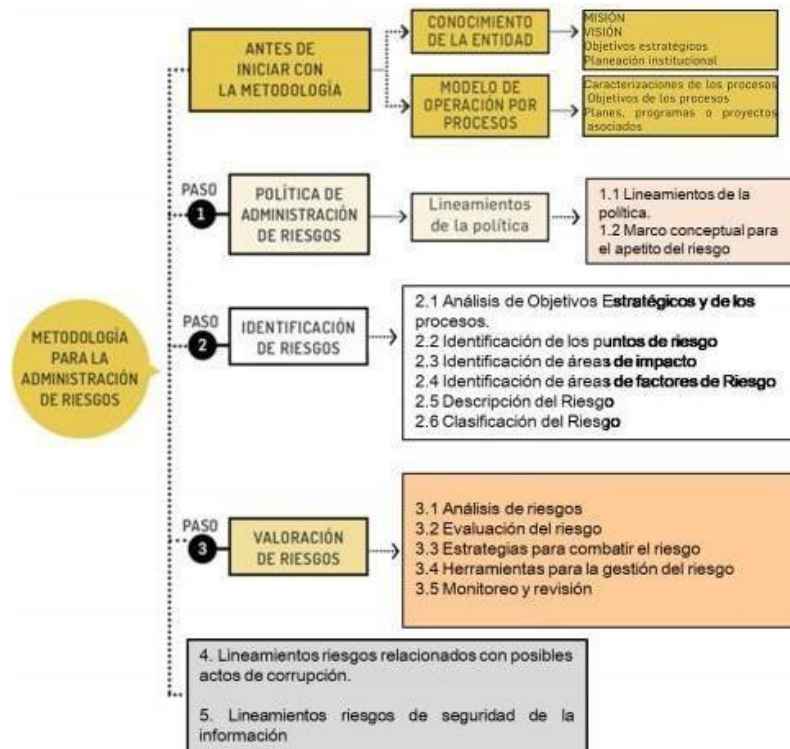 ANTES DE
INICIAR CON
LA METODOLOGÍA
CONOCIMIENTO
DE LA ENTIDAD
MISIÓN
VISIÓN
Objetivos estratégicos
Planeación institucional
MODELO DE
OPERACIÓN POR
PROCESOS
Caracterizaciones de los procesos
Objetivos de los procesos
Planes, programas o proyectos
asociados
PASO
1
POLÍTICA DE
ADMINISTRACIÓN
DE RIESGOS
Lineamientos
de la política
1.1 Lineamientos de la
política.
1.2 Marco conceptual para
el apetito del riesgo
METODOLOGÍA
PARA LA
ADMINISTRACIÓN
DE RIESGOS
PASO
2
IDENTIFICACIÓN
DE RIESGOS
2.1 Análisis de Objetivos Estratégicos y de los
procesos.
2.2 Identificación de los puntos de riesgo
2.3 Identificación de áreas de impacto
2.4 Identificación de áreas de factores de Riesgo
2.5 Descripción del Riesgo
2.6 Clasificación del Riesgo
PASO
3
VALORACIÓN
DE RIESGOS
3.1 Análisis de riesgos
3.2 Evaluación del riesgo
3.3 Estrategias para combatir el riesgo
3.4 Herramientas para la gestión del riesgo
3.5 Monitoreo y revisión
4. Lineamientos riesgos relacionados con posibles
actos de corrupción.
5. Lineamientos riesgos de seguridad de la
información